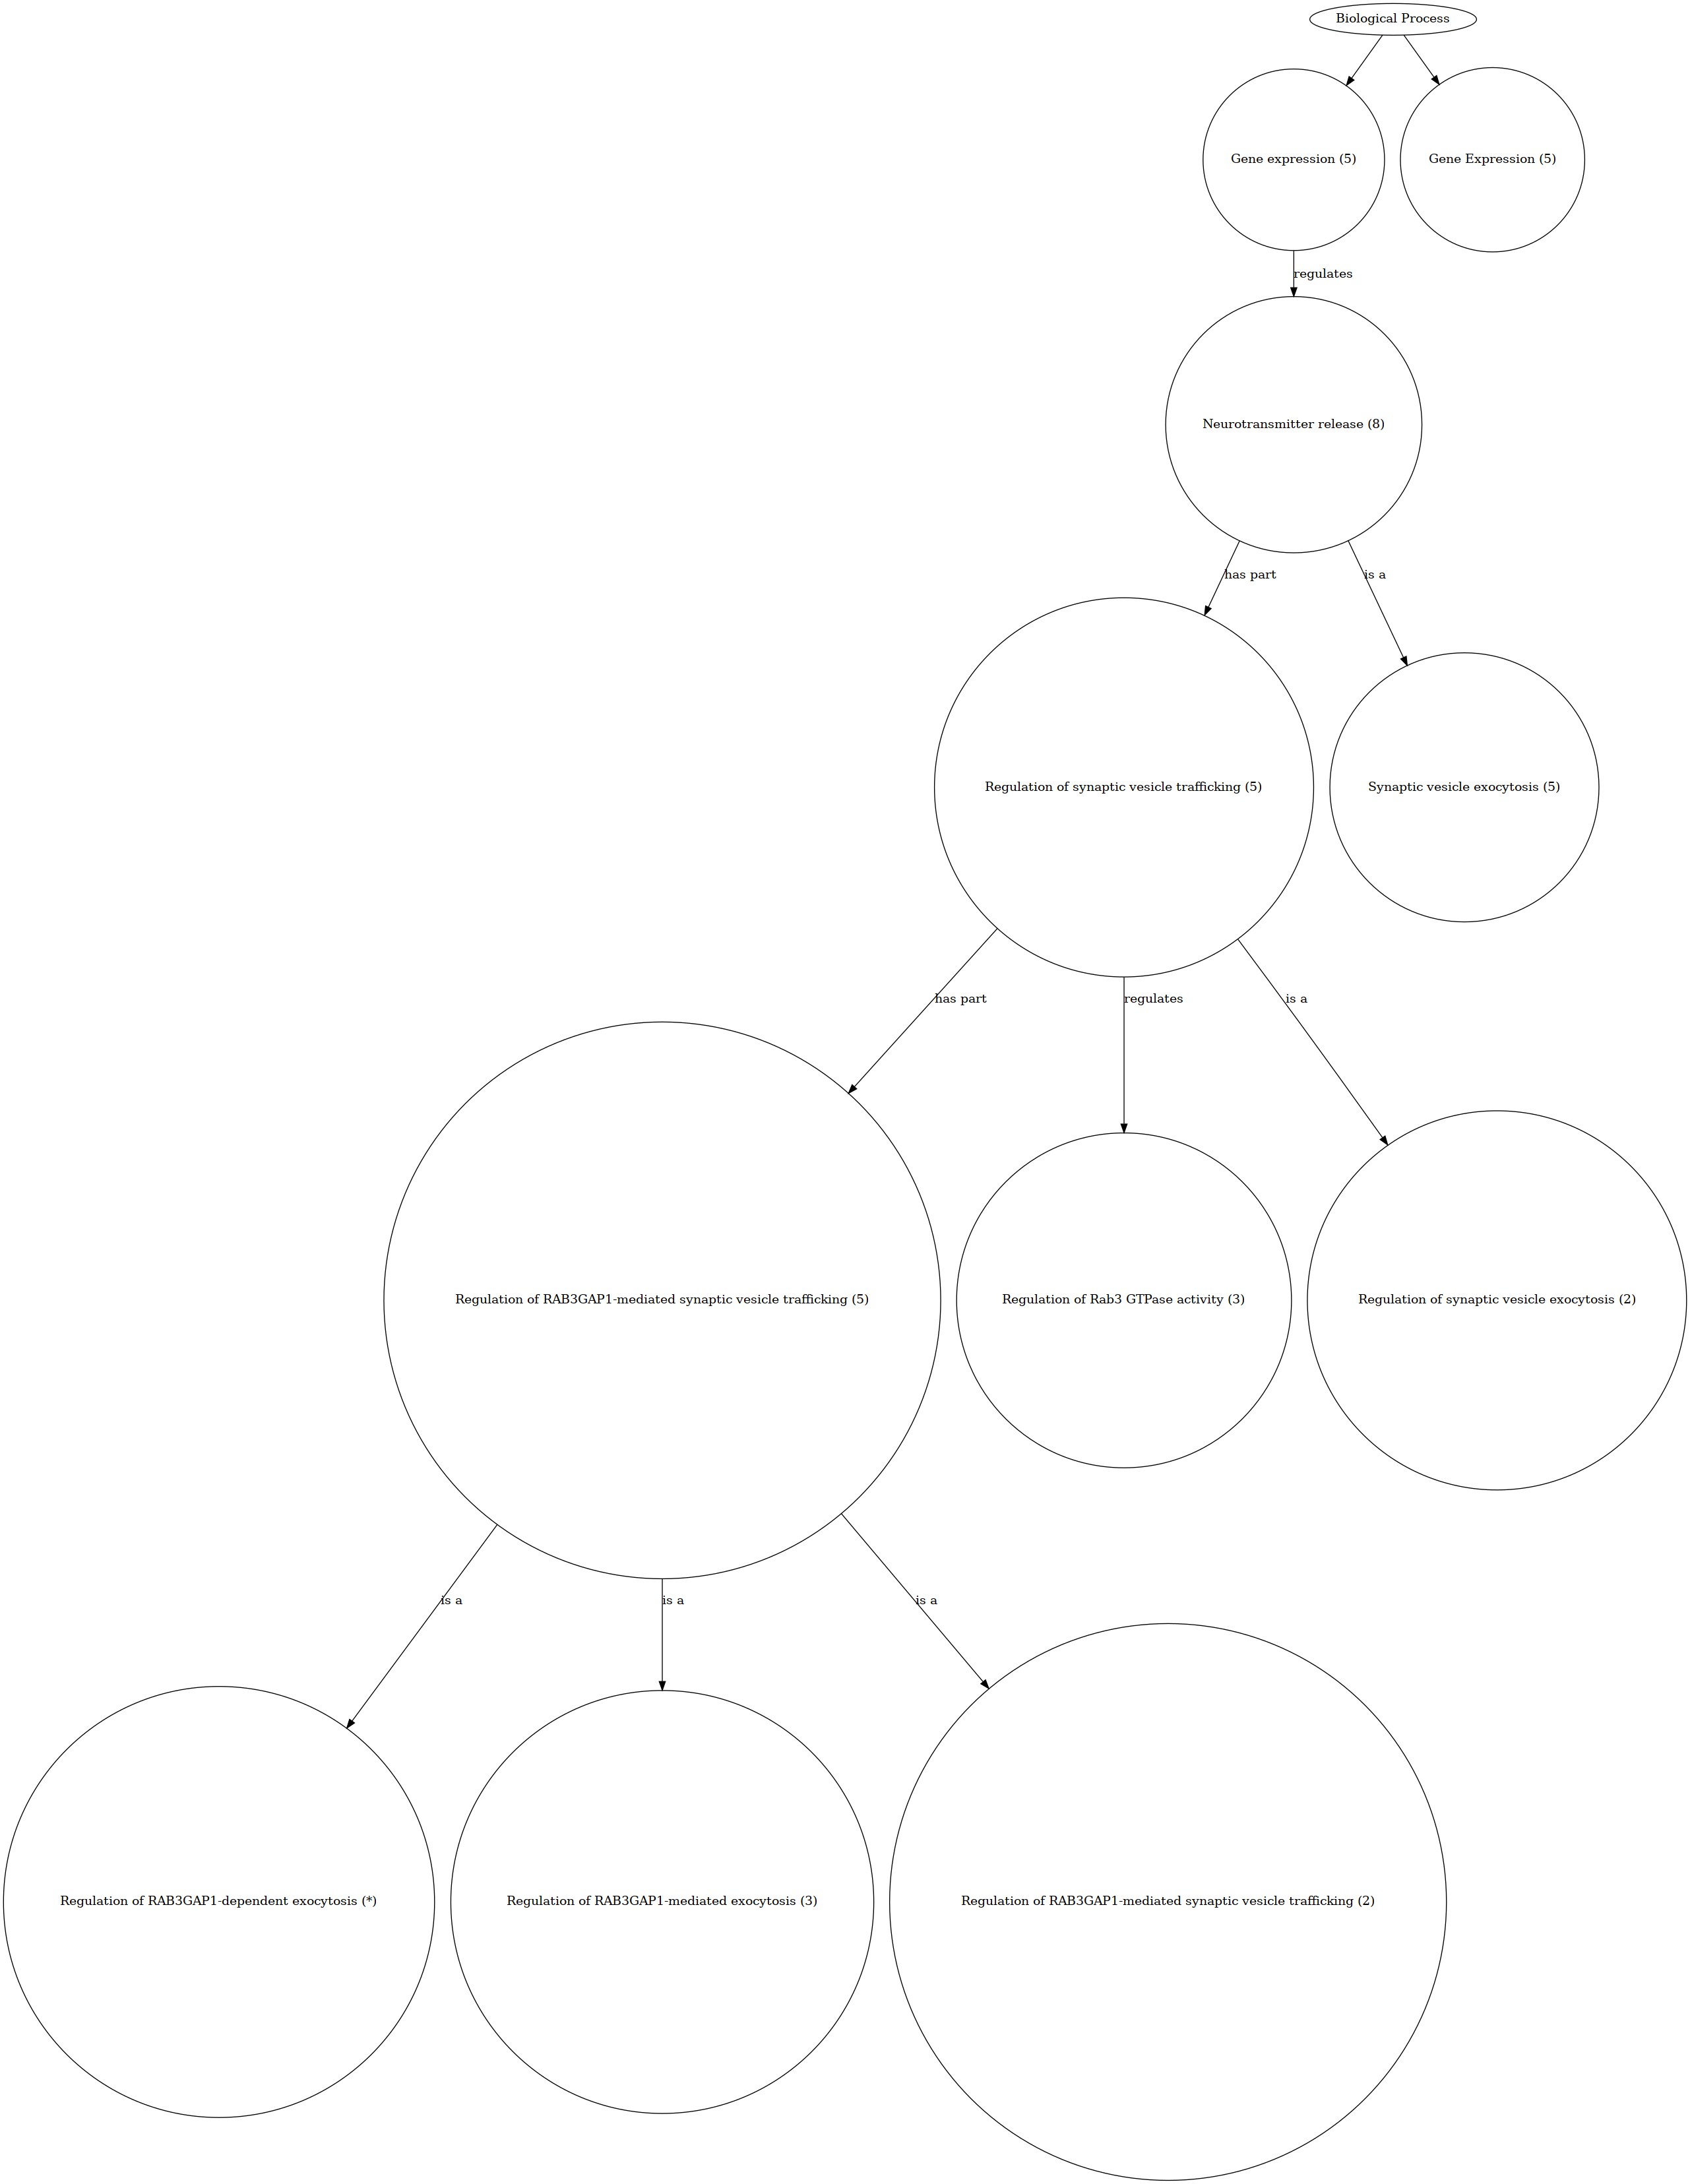 Biological Process
Gene expression (5)
Gene Expression (5)
regulates
Neurotransmitter release (8)
has part
is a
Regulation of synaptic vesicle trafficking (5)
Synaptic vesicle exocytosis (5)
has part
regulates
is a
Regulation of RAB3GAP1-mediated synaptic vesicle trafficking (5)
Regulation of Rab3 GTPase activity (3)
Regulation of synaptic vesicle exocytosis (2)
is a
is a
is a
Regulation of RAB3GAP1-dependent exocytosis (*)
Regulation of RAB3GAP1-mediated exocytosis (3)
Regulation of RAB3GAP1-mediated synaptic vesicle trafficking (2)